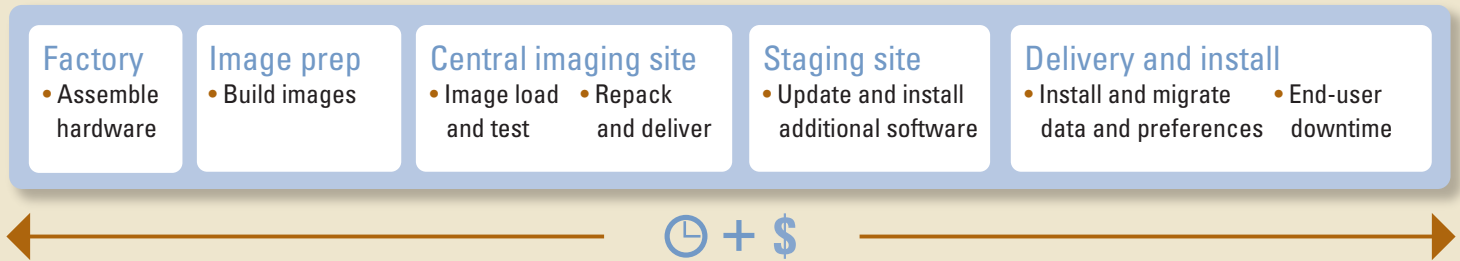 Factory
• Assemble
hardware
Image prep
• Build images
Central imaging site
• Image load
and test
• Repack
and deliver
Staging site
• Update and install
additional software
Delivery and install
• Install and migrate
data and preferences
• End-user
downtime
+ $